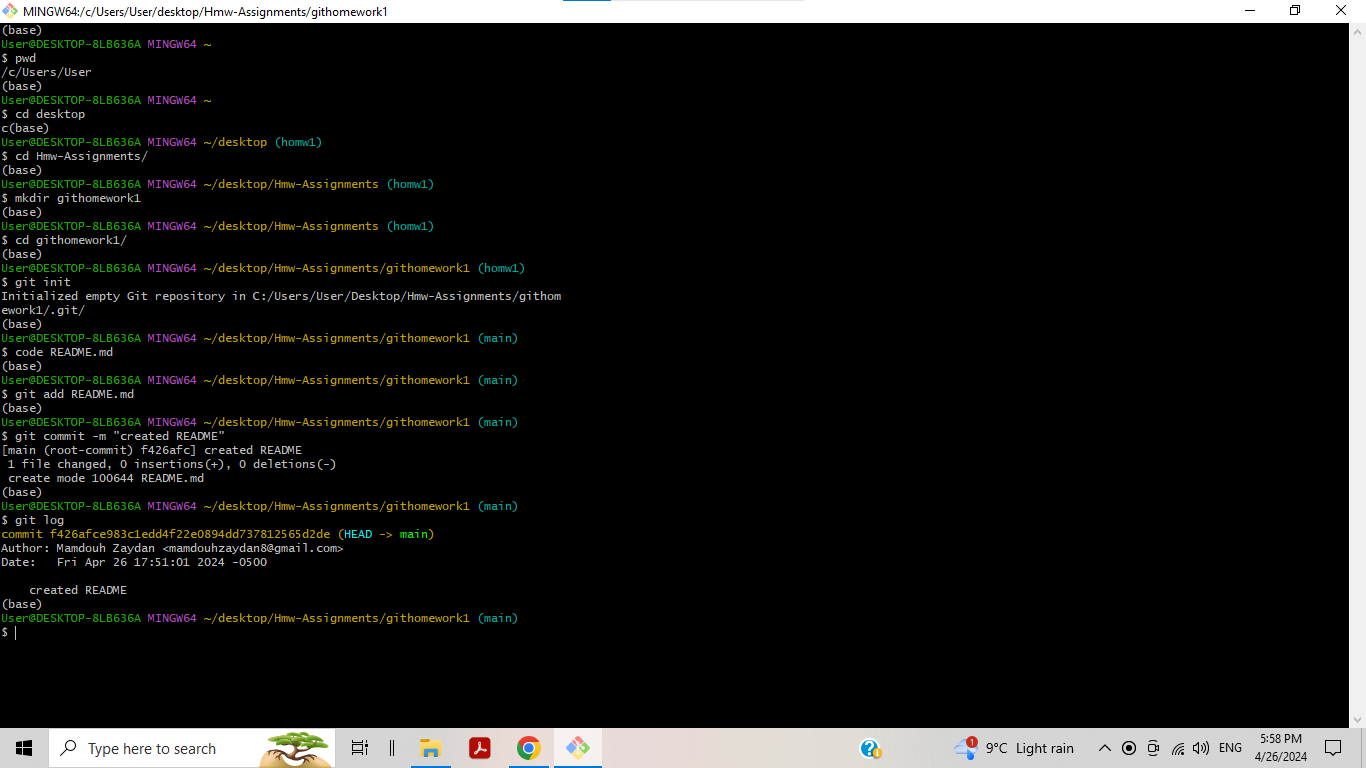 MINGW64:/c/Users/User/desktop/Hmw-Assignments/githomework1
(base)
User@DESKTOP-8LB636A MINGW64 ~
$ pwd
/c/Users/User
(base)
User@DESKTOP-8LB636A MINGW64 ~
$ cd desktop
c(base)
User@DESKTOP-8LB636A MINGW64 ~/desktop (homw1)
$ cd Hmw-Assignments/
(base)
User@DESKTOP-8LB636A MINGW64 ~/desktop/Hmw-Assignments (homw1)
$ mkdir githomework1
(base)
User@DESKTOP-8LB636A MINGW64 ~/desktop/Hmw-Assignments (homw1)
$ cd githomework1/
(base)
User@DESKTOP-8LB636A MINGW64 ~/desktop/Hmw-Assignments/githomework1 (homw1)
$ git init
Initialized empty Git repository in C:/Users/User/Desktop/Hmw-Assignments/githom
ework1/.git/
(base)
User@DESKTOP-8LB636A MINGW64 ~/desktop/Hmw-Assignments/githomework1 (main)
$ code README.md
(base)
User@DESKTOP-8LB636A MINGW64 ~/desktop/Hmw-Assignments/githomework1 (main)
$ git add README.md
(base)
User@DESKTOP-8LB636A MINGW64 ~/desktop/Hmw-Assignments/githomework1 (main)
$ git commit -m "created README"
[main (root-commit) f426afc] created README
 1 file changed, 0 insertions(+), 0 deletions(-)
 create mode 100644 README.md
(base)
User@DESKTOP-8LB636A MINGW64 ~/desktop/Hmw-Assignments/githomework1 (main)
$ git log
commit f426afce983c1edd4f22e0894dd737812565d2de (HEAD -> main)
Author: Mamdouh Zaydan <mamdouhzaydan8@gmail.com>
Date:   Fri Apr 26 17:51:01 2024 -0500
    created README
(base)
User@DESKTOP-8LB636A MINGW64 ~/desktop/Hmw-Assignments/githomework1 (main)
$
Type here to search
1
9°C Light rain
ENG
5:58 PM
4/26/2024